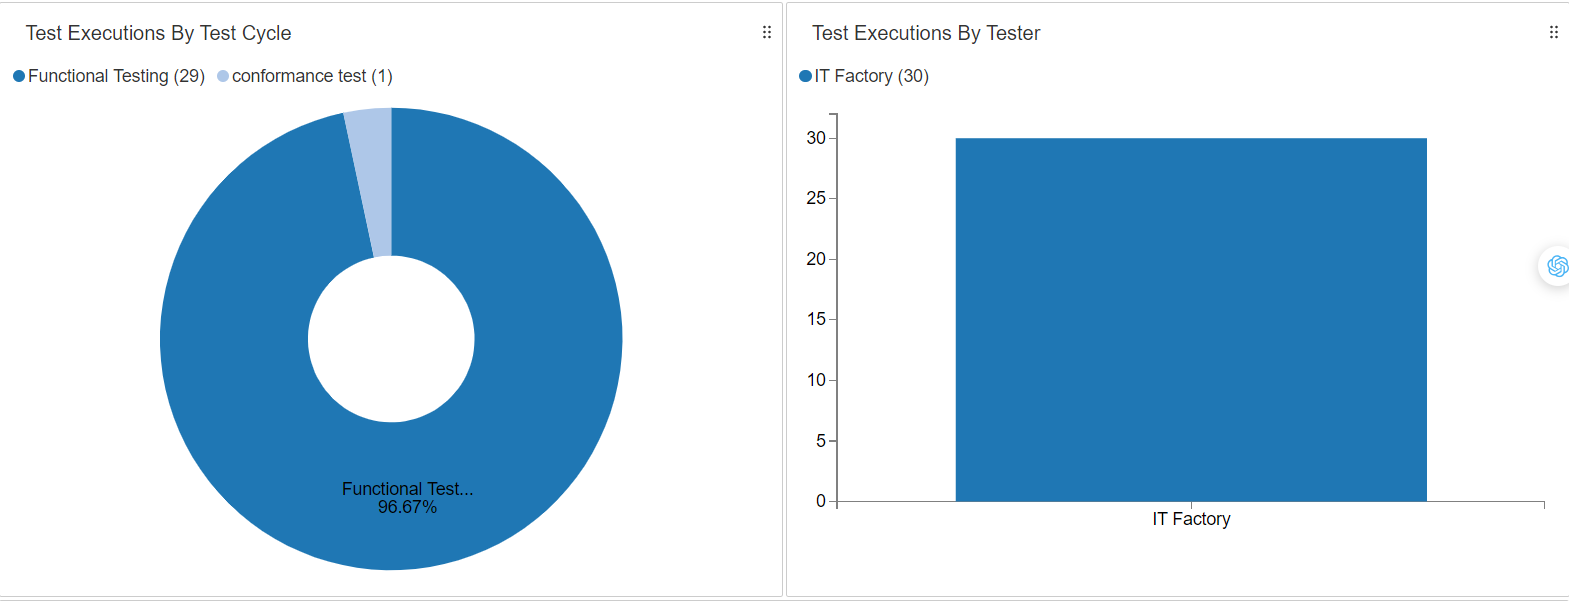 Test Executions By Test Cycle
Functional Testing (29) conformance test (1)
Functional Test...
96.67%
Test Executions By Tester
IT Factory (30)
30
25
20
15
10
5
0
IT Factory